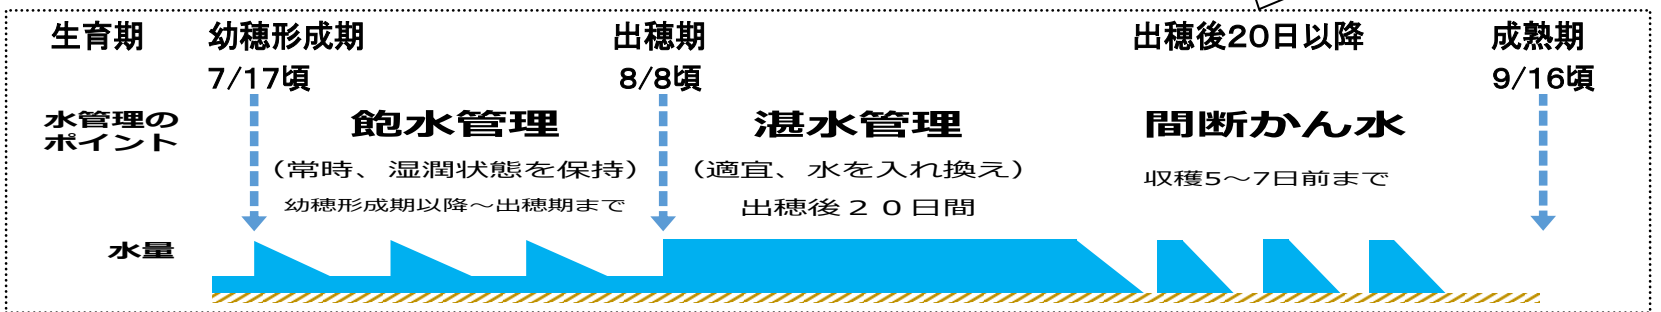 生育期 幼穂形成期 出穂期 出穂後20日以降 成熟期
7/17頃 8/8頃 9/16頃
水管理の
ポイント
飽水管理 湛水管理 間断かん水
(常時、湿潤状態を保持) (適宜、水を入れ換え) 収穫5～7日前まで
幼穂形成期以降～出穂期まで 出穂後２０日間
水量